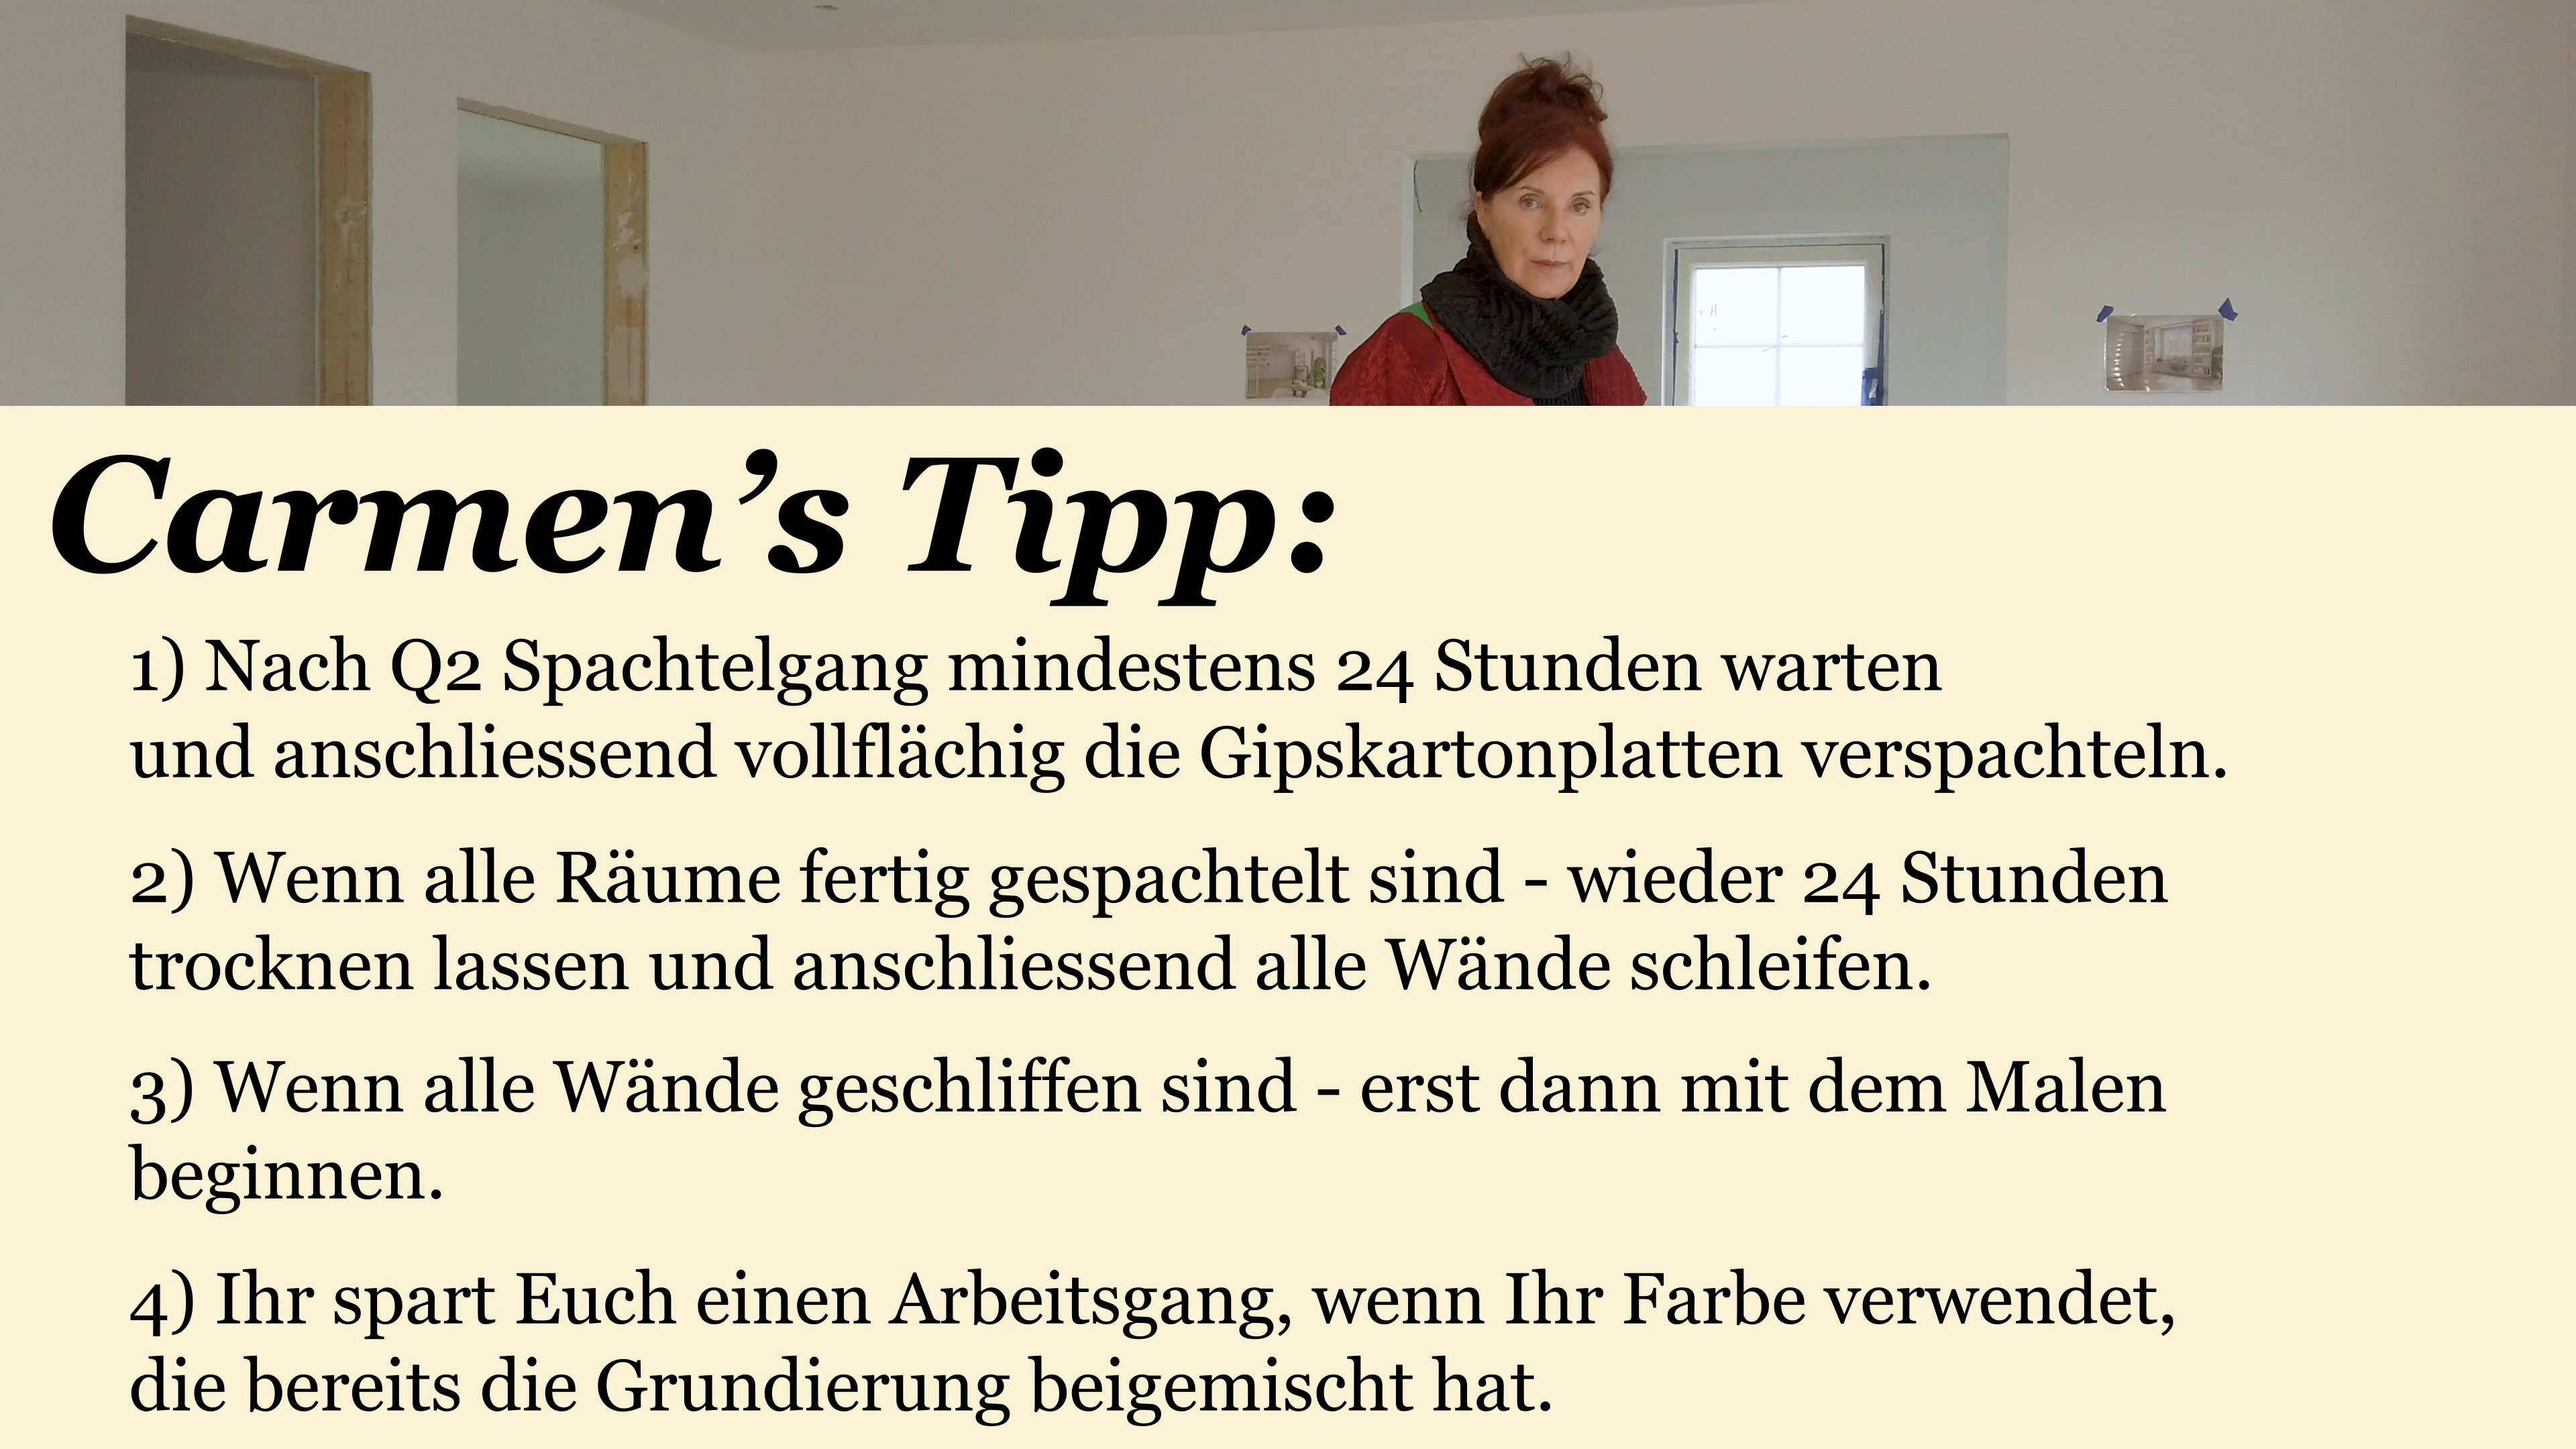 Carmen’s Tipp:
1) Nach Q2 Spachtelgang mindestens 24 Stunden warten
und anschliessend vollflächig die Gipskartonplatten verspachteln.
2) Wenn alle Räume fertig gespachtelt sind - wieder 24 Stunden
trocknen lassen und anschliessend alle Wände schleifen.
3) Wenn alle Wände geschliffen sind - erst dann mit dem Malen
beginnen.
4) Ihr spart Euch einen Arbeitsgang, wenn Ihr Farbe verwendet,
die bereits die Grundierung beigemischt hat.